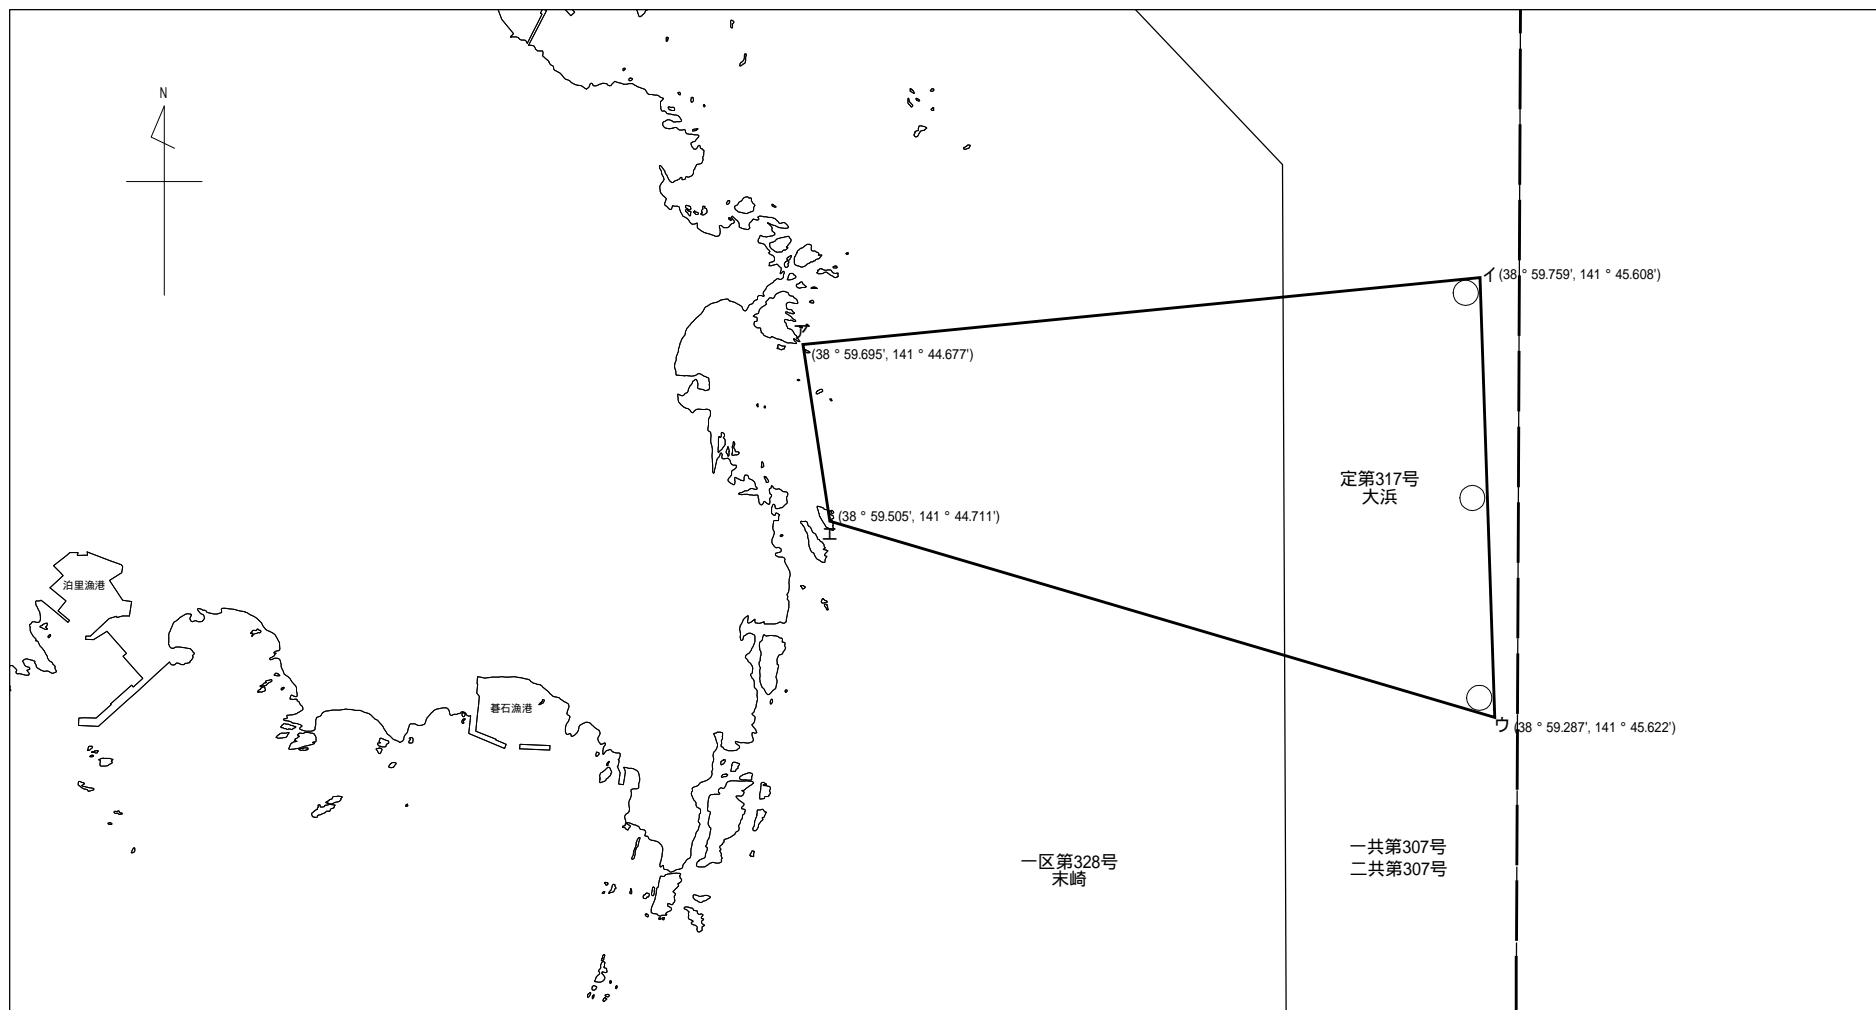 N
イ (38 ° 59.759', 141 ° 45.608')
ア
(38 ° 59.695', 141 ° 44.677')
定第317号
大浜
(38 ° 59.505', 141 ° 44.711')
エ
泊里漁港
碁石漁港
ウ (38 ° 59.287', 141 ° 45.622')
一区第328号
末崎
一共第307号
二共第307号